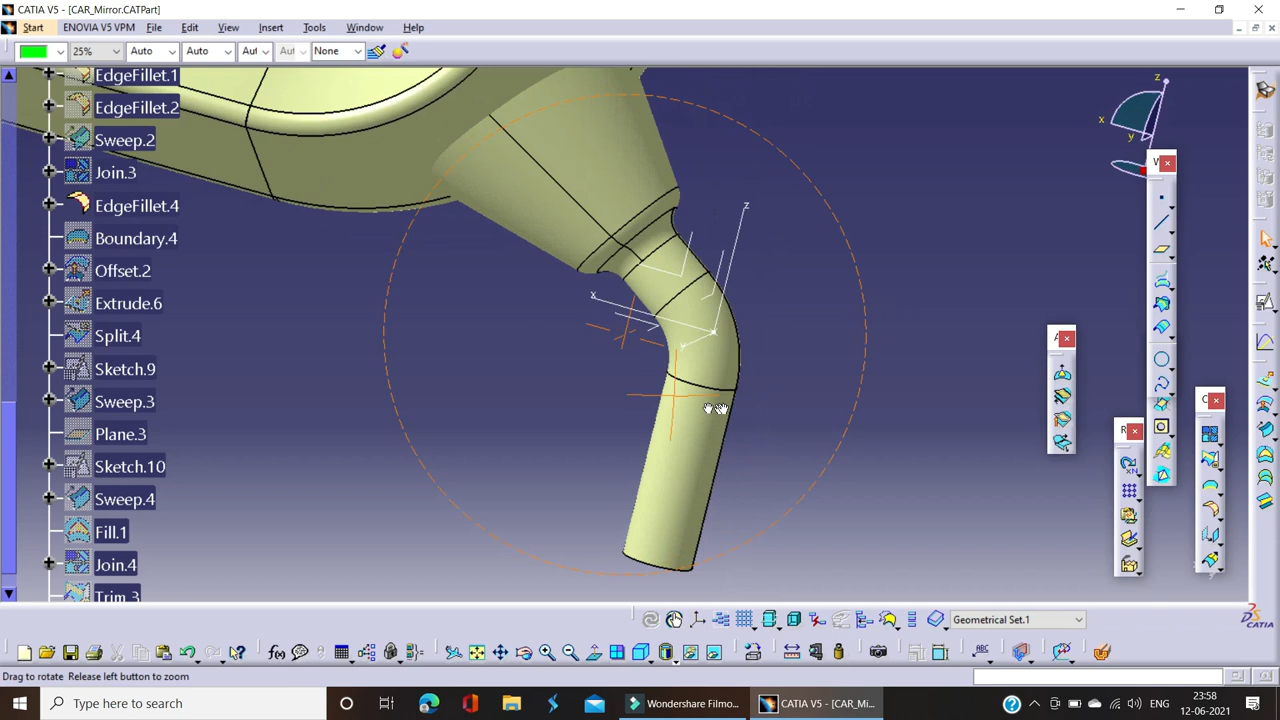 CATIA V5 - [CAR_Mirror.CATPart]
Start ENOVIA V5 VPM File Edit View Insert Tools Window Help
25% Auto Auto Aut Aut None
EdgeFillet.1
EdgeFillet.2
Sweep.2
Join.3
EdgeFillet.4
Boundary.4
Offset.2
Extrude.6
Split.4
Sketch.9
Sweep.3
Plane.3
Sketch.10
Sweep.4
Fill.1
Join.4
Trim.3
z
x
y
z
x
y
W
A
R
C
Geometrical Set.1
CATIA
Drag to rotate Release left button to zoom
Type here to search
Wondershare Filmo...
CATIA V5 - [CAR_Mi...
ENG
23:58
12-06-2021